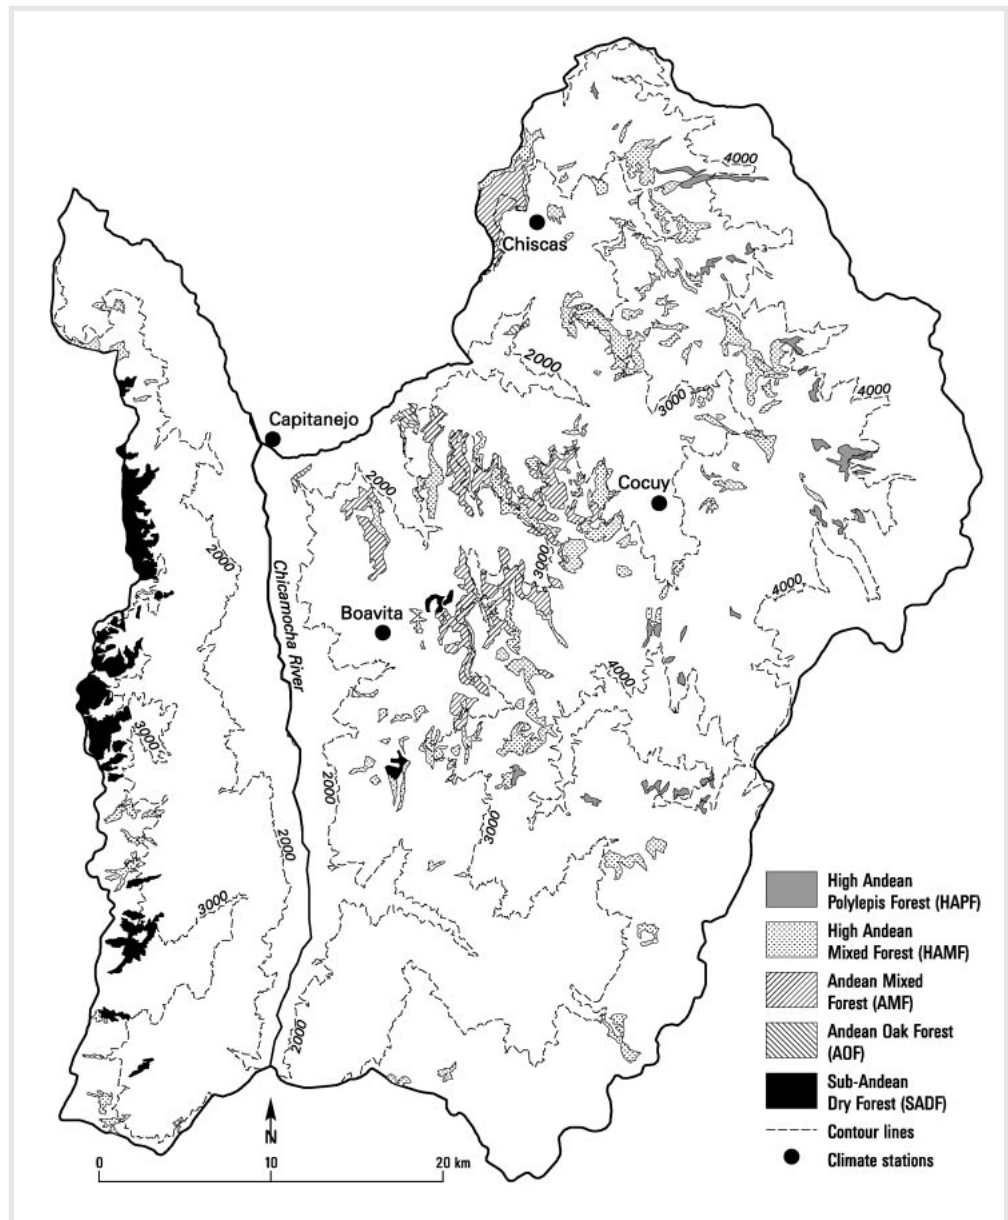 4000
Chiscas
2000
3000
4000
Capitanejo
2000
Cocuy
2000
Chicamocha River
3000
4000
Boavita
4000
3000
2000
3000
2000
3000
2000
High Andean
Polylepis Forest (HAPF)
High Andean
Mixed Forest (HAMF)
Andean Mixed
Forest (AMF)
Andean Oak Forest
(AOF)
Sub-Andean
Dry Forest (SADF)
Contour lines
Climate stations
N
0 10 20 km